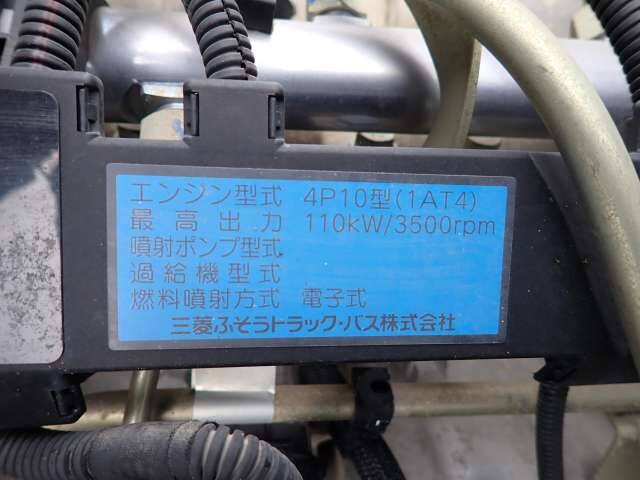 エンジン型式 4P10型(1AT4)
最高出力 110kW/3500rpm
噴射ポンプ型式
過給機型式
燃料噴射方式 電子式
三菱ふそうトラック・バス株式会社